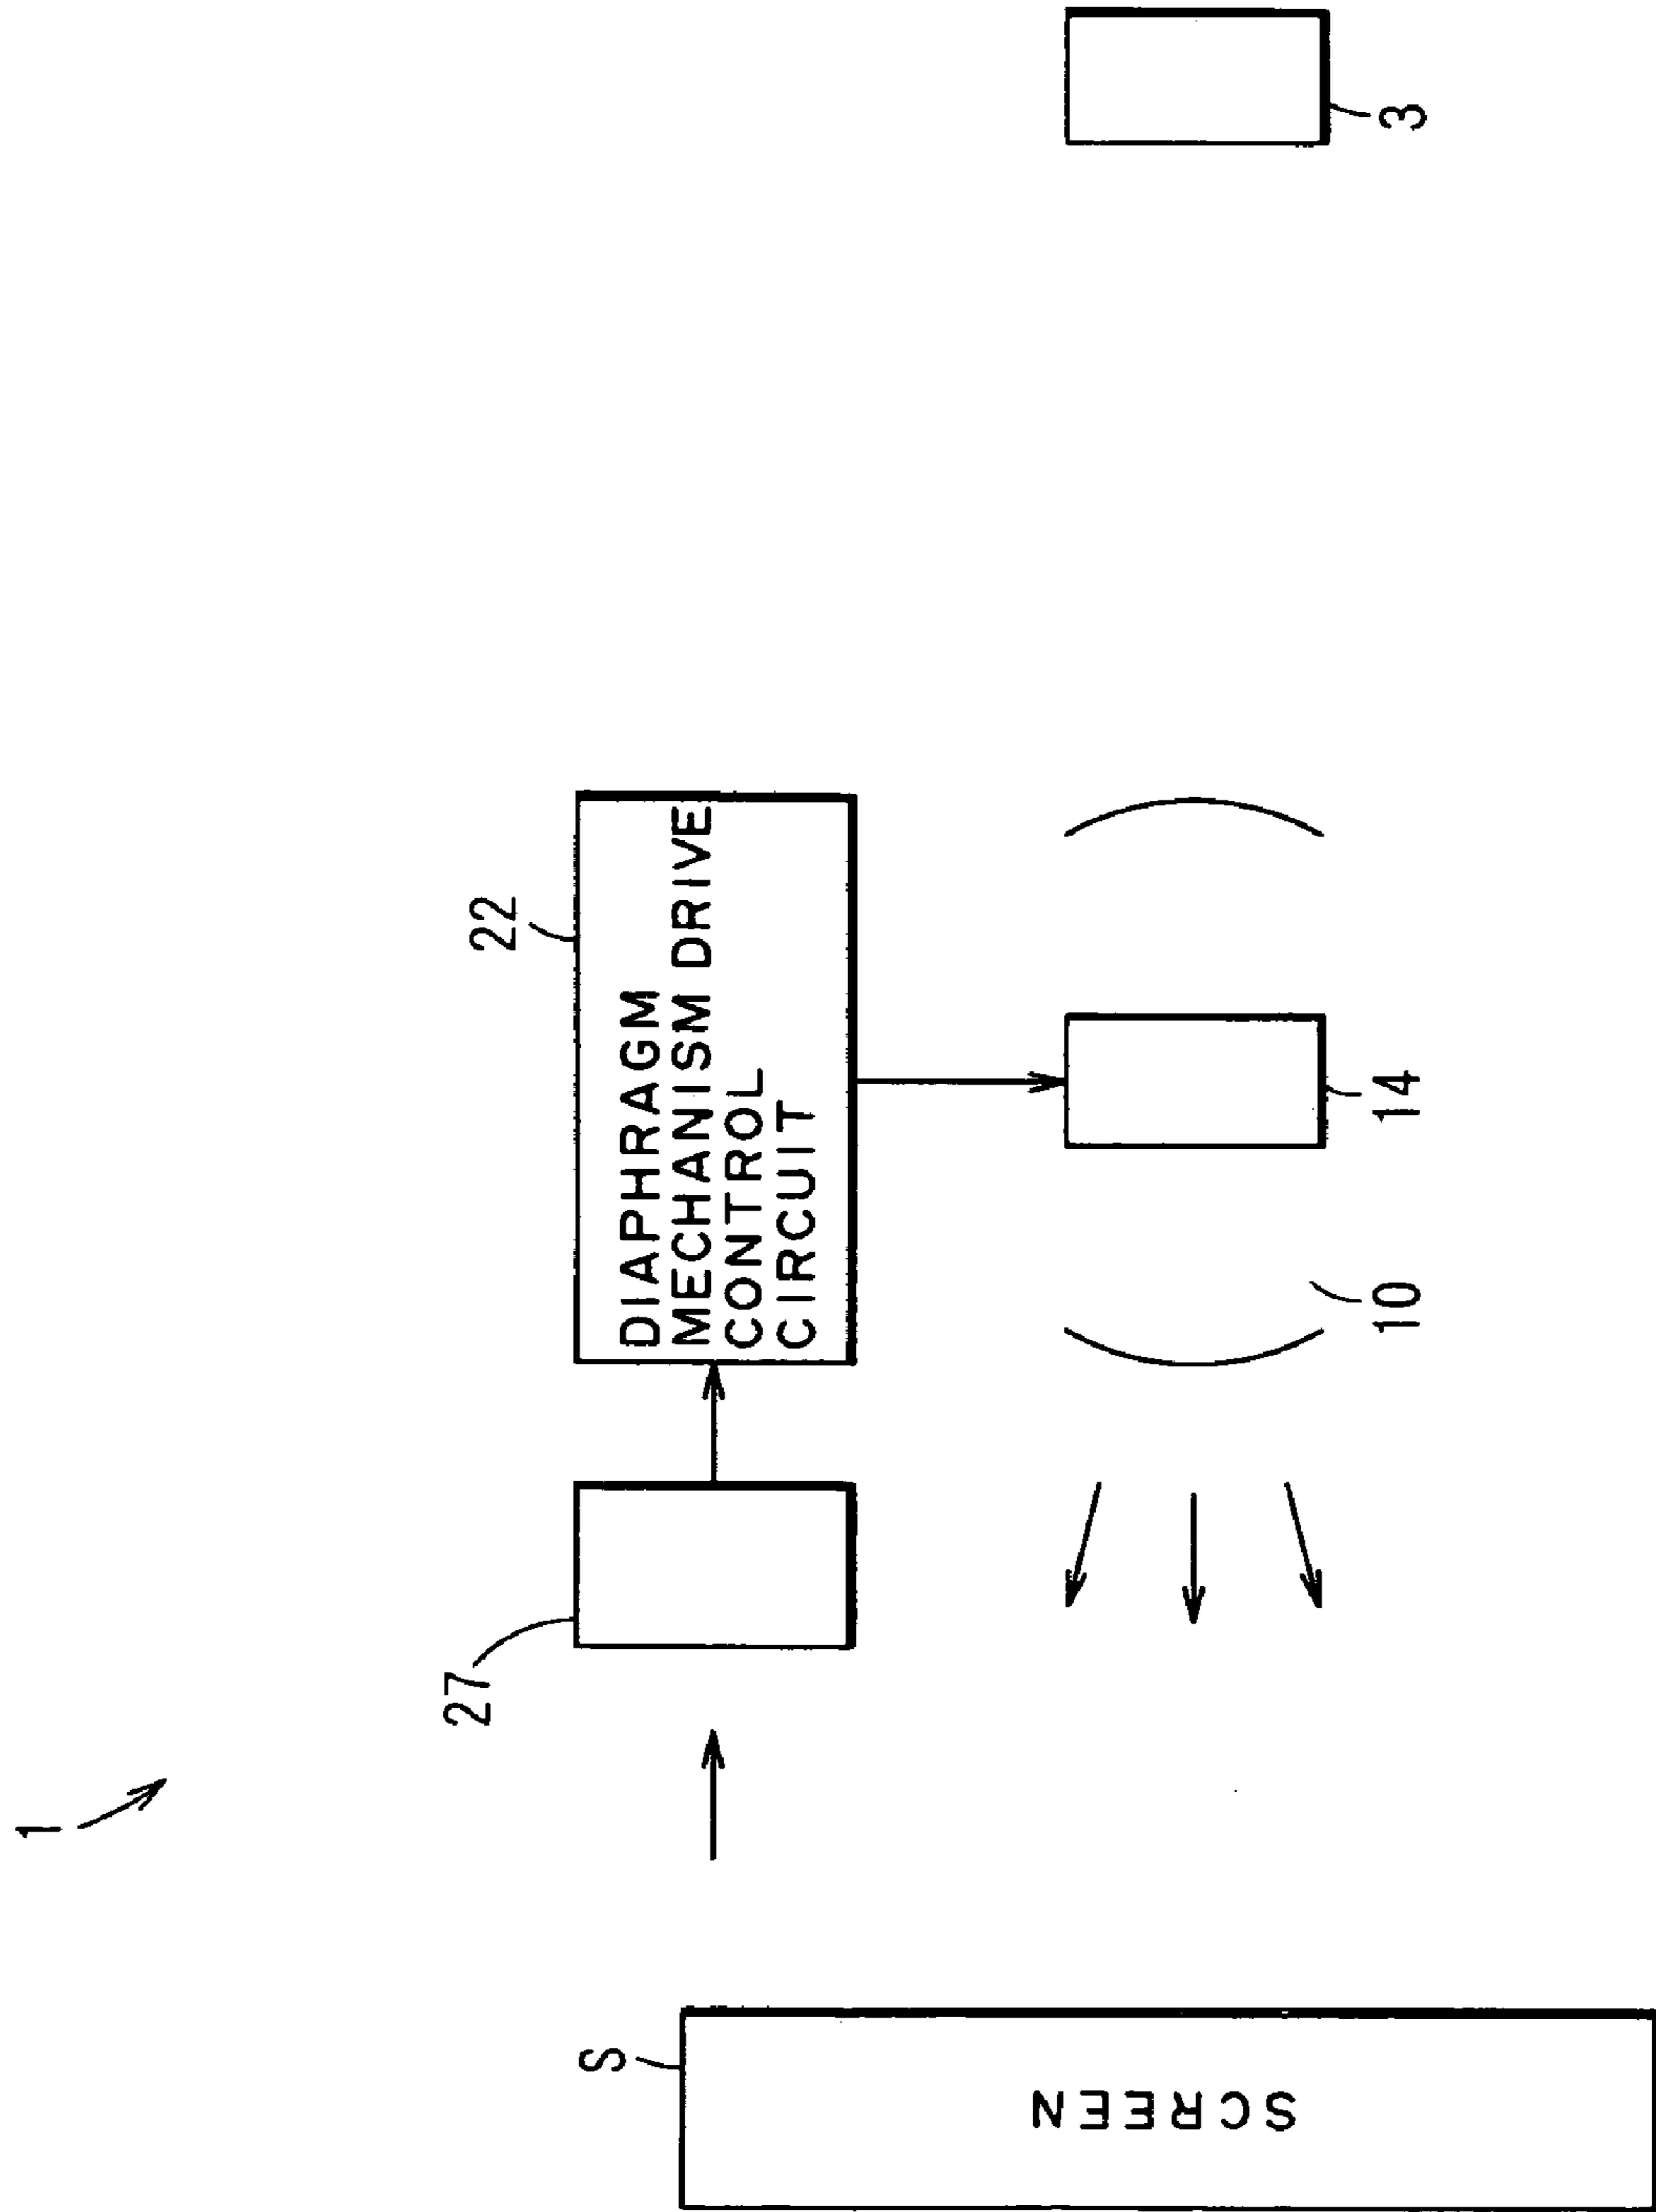 1
S
SCREEN
27
22
DIAPHRAGM
MECHANISM DRIVE
CONTROL
CIRCUIT
10
14
3